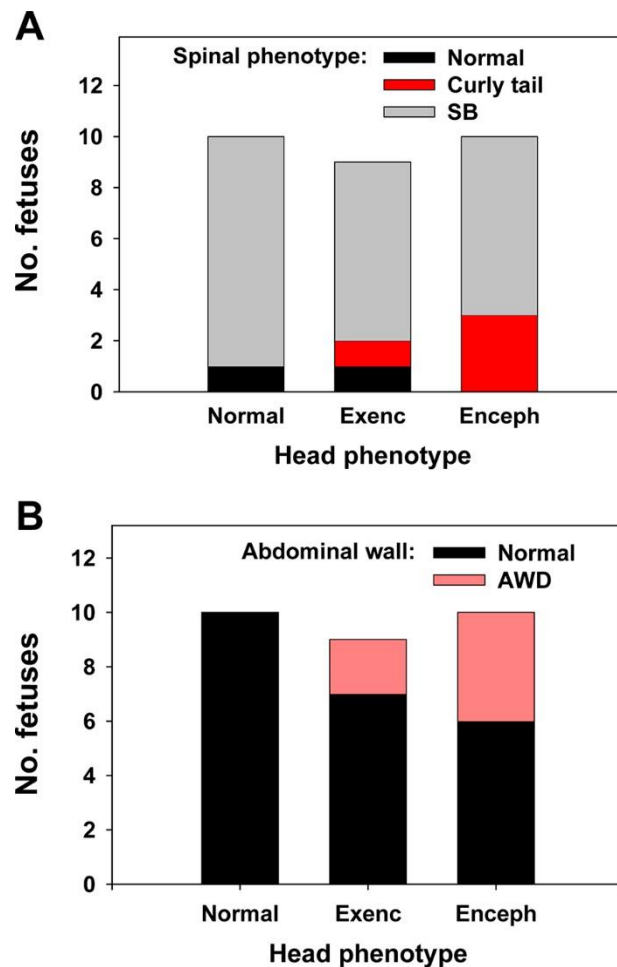 A
Spinal phenotype: Normal
Curly tail
SB
No. fetuses
12
10
8
6
4
2
0
Normal Exenc Enceph
Head phenotype
B
Abdominal wall: Normal
AWD
No. fetuses
12
10
8
6
4
2
0
Normal Exenc Enceph
Head phenotype